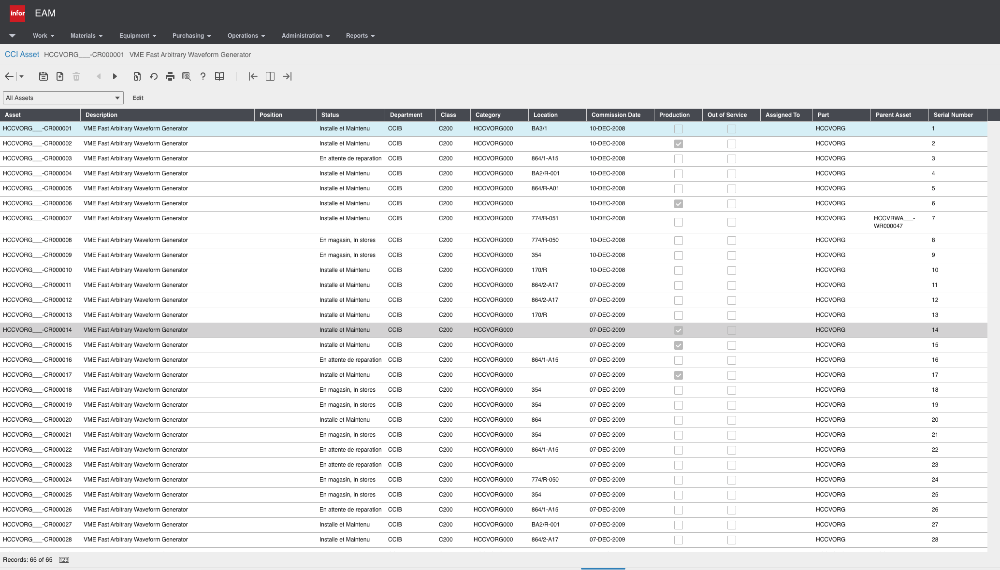 infor EAM
Work Materials Equipment Purchasing Operations Administration Reports
CCI Asset HCCVORG___-CR000001 VME Fast Arbitrary Waveform Generator
All Assets Edit
Asset Description Position Status Department Class Category Location Commission Date Production Out of Service Assigned To Part Parent Asset Serial Number
HCCVORG___-CR000001 VME Fast Arbitrary Waveform Generator Installe et Maintenu CCIB C200 HCCVORG000 BA3/1 10-DEC-2008 HCCVORG 1
HCCVORG___-CR000002 VME Fast Arbitrary Waveform Generator Installe et Maintenu CCIB C200 HCCVORG000 10-DEC-2008 HCCVORG 2
HCCVORG___-CR000003 VME Fast Arbitrary Waveform Generator En attente de reparation CCIB C200 HCCVORG000 864/1-A15 10-DEC-2008 HCCVORG 3
HCCVORG___-CR000004 VME Fast Arbitrary Waveform Generator Installe et Maintenu CCIB C200 HCCVORG000 BA2/R-001 10-DEC-2008 HCCVORG 4
HCCVORG___-CR000005 VME Fast Arbitrary Waveform Generator Installe et Maintenu CCIB C200 HCCVORG000 864/R-A01 10-DEC-2008 HCCVORG 5
HCCVORG___-CR000006 VME Fast Arbitrary Waveform Generator Installe et Maintenu CCIB C200 HCCVORG000 10-DEC-2008 HCCVORG 6
HCCVORG___-CR000007 VME Fast Arbitrary Waveform Generator Installe et Maintenu CCIB C200 HCCVORG000 774/R-051 10-DEC-2008 HCCVORG HCCVRWA___- 7
WR000047
HCCVORG___-CR000008 VME Fast Arbitrary Waveform Generator En magasin, In stores CCIB C200 HCCVORG000 774/R-050 10-DEC-2008 HCCVORG 8
HCCVORG___-CR000009 VME Fast Arbitrary Waveform Generator En magasin, In stores CCIB C200 HCCVORG000 354 10-DEC-2008 HCCVORG 9
HCCVORG___-CR000010 VME Fast Arbitrary Waveform Generator Installe et Maintenu CCIB C200 HCCVORG000 170/R 10-DEC-2008 HCCVORG 10
HCCVORG___-CR000011 VME Fast Arbitrary Waveform Generator Installe et Maintenu CCIB C200 HCCVORG000 864/2-A17 07-DEC-2009 HCCVORG 11
HCCVORG___-CR000012 VME Fast Arbitrary Waveform Generator Installe et Maintenu CCIB C200 HCCVORG000 864/2-A17 07-DEC-2009 HCCVORG 12
HCCVORG___-CR000013 VME Fast Arbitrary Waveform Generator Installe et Maintenu CCIB C200 HCCVORG000 170/R 07-DEC-2009 HCCVORG 13
HCCVORG___-CR000014 VME Fast Arbitrary Waveform Generator Installe et Maintenu CCIB C200 HCCVORG000 07-DEC-2009 HCCVORG 14
HCCVORG___-CR000015 VME Fast Arbitrary Waveform Generator Installe et Maintenu CCIB C200 HCCVORG000 07-DEC-2009 HCCVORG 15
HCCVORG___-CR000016 VME Fast Arbitrary Waveform Generator En attente de reparation CCIB C200 HCCVORG000 864/1-A15 07-DEC-2009 HCCVORG 16
HCCVORG___-CR000017 VME Fast Arbitrary Waveform Generator Installe et Maintenu CCIB C200 HCCVORG000 07-DEC-2009 HCCVORG 17
HCCVORG___-CR000018 VME Fast Arbitrary Waveform Generator En magasin, In stores CCIB C200 HCCVORG000 354 07-DEC-2009 HCCVORG 18
HCCVORG___-CR000019 VME Fast Arbitrary Waveform Generator En magasin, In stores CCIB C200 HCCVORG000 354 07-DEC-2009 HCCVORG 19
HCCVORG___-CR000020 VME Fast Arbitrary Waveform Generator Installe et Maintenu CCIB C200 HCCVORG000 864 07-DEC-2009 HCCVORG 20
HCCVORG___-CR000021 VME Fast Arbitrary Waveform Generator En magasin, In stores CCIB C200 HCCVORG000 354 07-DEC-2009 HCCVORG 21
HCCVORG___-CR000022 VME Fast Arbitrary Waveform Generator En attente de reparation CCIB C200 HCCVORG000 864/1-A15 07-DEC-2009 HCCVORG 22
HCCVORG___-CR000023 VME Fast Arbitrary Waveform Generator En attente de reparation CCIB C200 HCCVORG000 07-DEC-2009 HCCVORG 23
HCCVORG___-CR000024 VME Fast Arbitrary Waveform Generator En magasin, In stores CCIB C200 HCCVORG000 774/R-050 07-DEC-2009 HCCVORG 24
HCCVORG___-CR000025 VME Fast Arbitrary Waveform Generator En magasin, In stores CCIB C200 HCCVORG000 354 07-DEC-2009 HCCVORG 25
HCCVORG___-CR000026 VME Fast Arbitrary Waveform Generator En attente de reparation CCIB C200 HCCVORG000 864/1-A15 07-DEC-2009 HCCVORG 26
HCCVORG___-CR000027 VME Fast Arbitrary Waveform Generator Installe et Maintenu CCIB C200 HCCVORG000 BA2/R-001 07-DEC-2009 HCCVORG 27
HCCVORG___-CR000028 VME Fast Arbitrary Waveform Generator Installe et Maintenu CCIB C200 HCCVORG000 864/2-A17 07-DEC-2009 HCCVORG 28
Records: 65 of 65 123